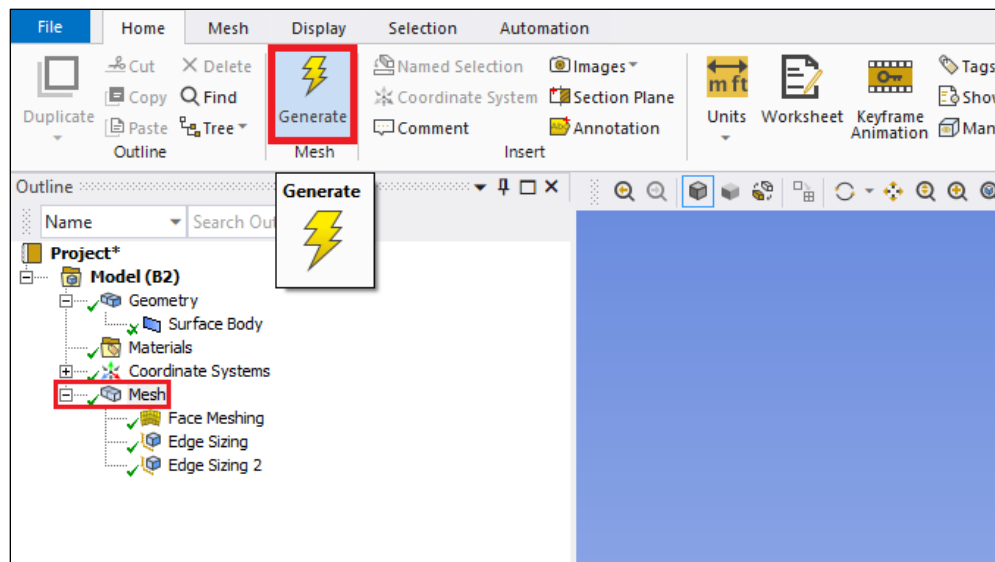 File Home Mesh Display Selection Automation
Cut Delete Named Selection Images Tags
Copy Find Generate Coordinate System Section Plane m ft
Duplicate Paste Tree Comment Annotation Units Worksheet Keyframe Animation
Outline Mesh Insert
Outline
Generate
Name Search
Project*
Model (B2)
Geometry
Surface Body
Materials
Coordinate Systems
Mesh
Face Meshing
Edge Sizing
Edge Sizing 2